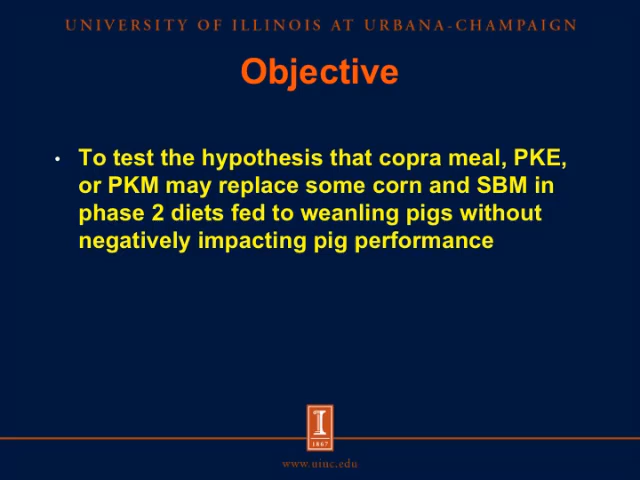 UNIVERSITY OF ILLINOIS AT URBANA-CHAMPAIGN
Objective
• To test the hypothesis that copra meal, PKE,
or PKM may replace some corn and SBM in
phase 2 diets fed to weanling pigs without
negatively impacting pig performance
I
1867
www.uiuc.edu